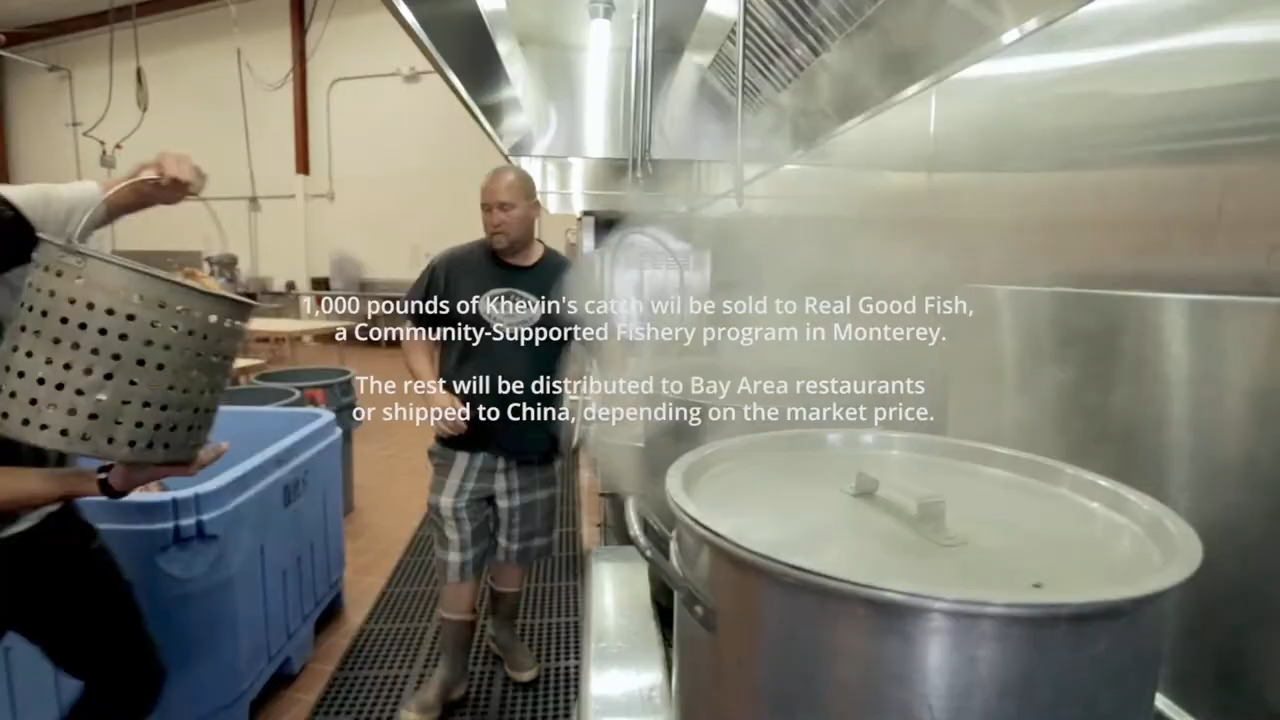 1,000 pounds of Khevin's catch wil be sold to Real Good Fish,
a Community-Supported Fishery program in Monterey.
The rest will be distributed to Bay Area restaurants
or shipped to China, depending on the market price.